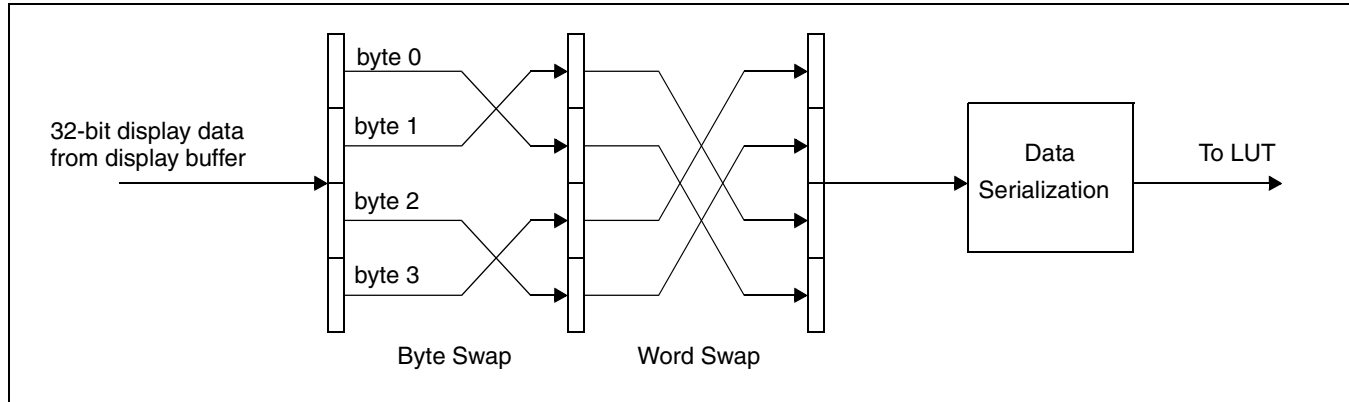 byte 0
byte 1
32-bit display data
from display buffer
byte 2
byte 3
Byte Swap
Word Swap
Data
Serialization
To LUT